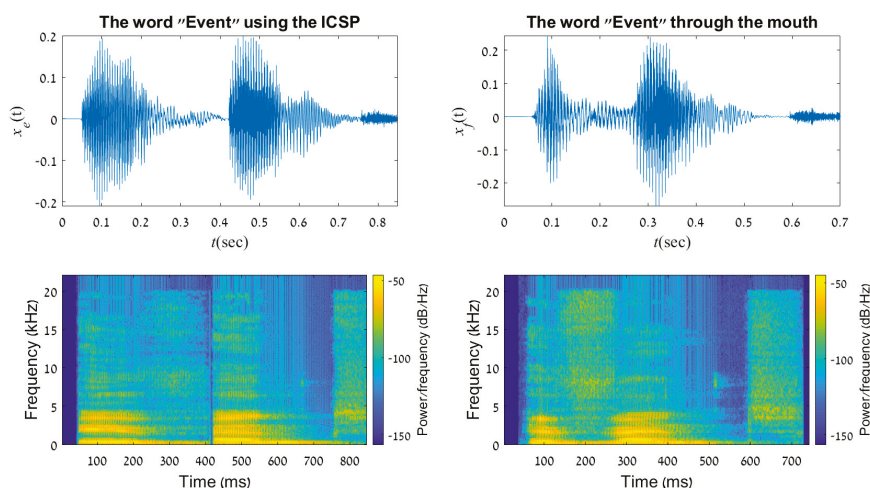 The word "Event" using the ICSP
0.2
0.1
0
-0.1
-0.2
x_e(t)
0 0.1 0.2 0.3 0.4 0.5 0.6 0.7 0.8
t(sec)
The word "Event" through the mouth
0.2
0.1
0
-0.1
-0.2
x_f(t)
0 0.1 0.2 0.3 0.4 0.5 0.6 0.7
t(sec)
20
15
10
5
0
Frequency (kHz)
100 200 300 400 500 600 700 800
Time (ms)
-50
-100
-150
Power/frequency (dB/Hz)
20
15
10
5
0
Frequency (kHz)
100 200 300 400 500 600 700
Time (ms)
-50
-100
-150
Power/frequency (dB/Hz)